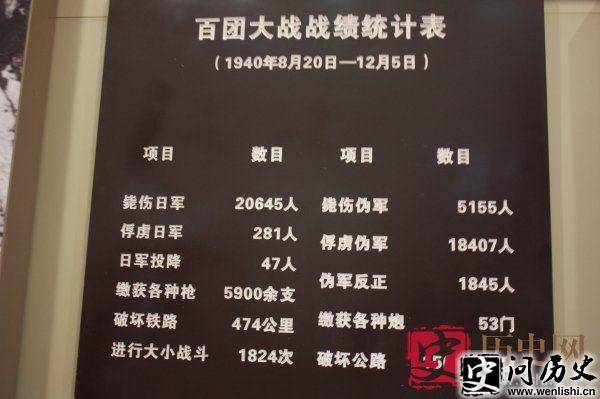 百团大战战绩统计表
（1940年8月20日—12月5日）
项目 数目 项目 数目
毙伤日军 20645人 毙伤伪军 5155人
俘虏日军 281人 俘虏伪军 18407人
日军投降 47人 伪军反正 1845人
缴获各种枪 5900余支 缴获各种炮 53门
破坏铁路 474公里 破坏公路
进行大小战斗 1824次
历史网
史 问历史
www.wenlishi.cn